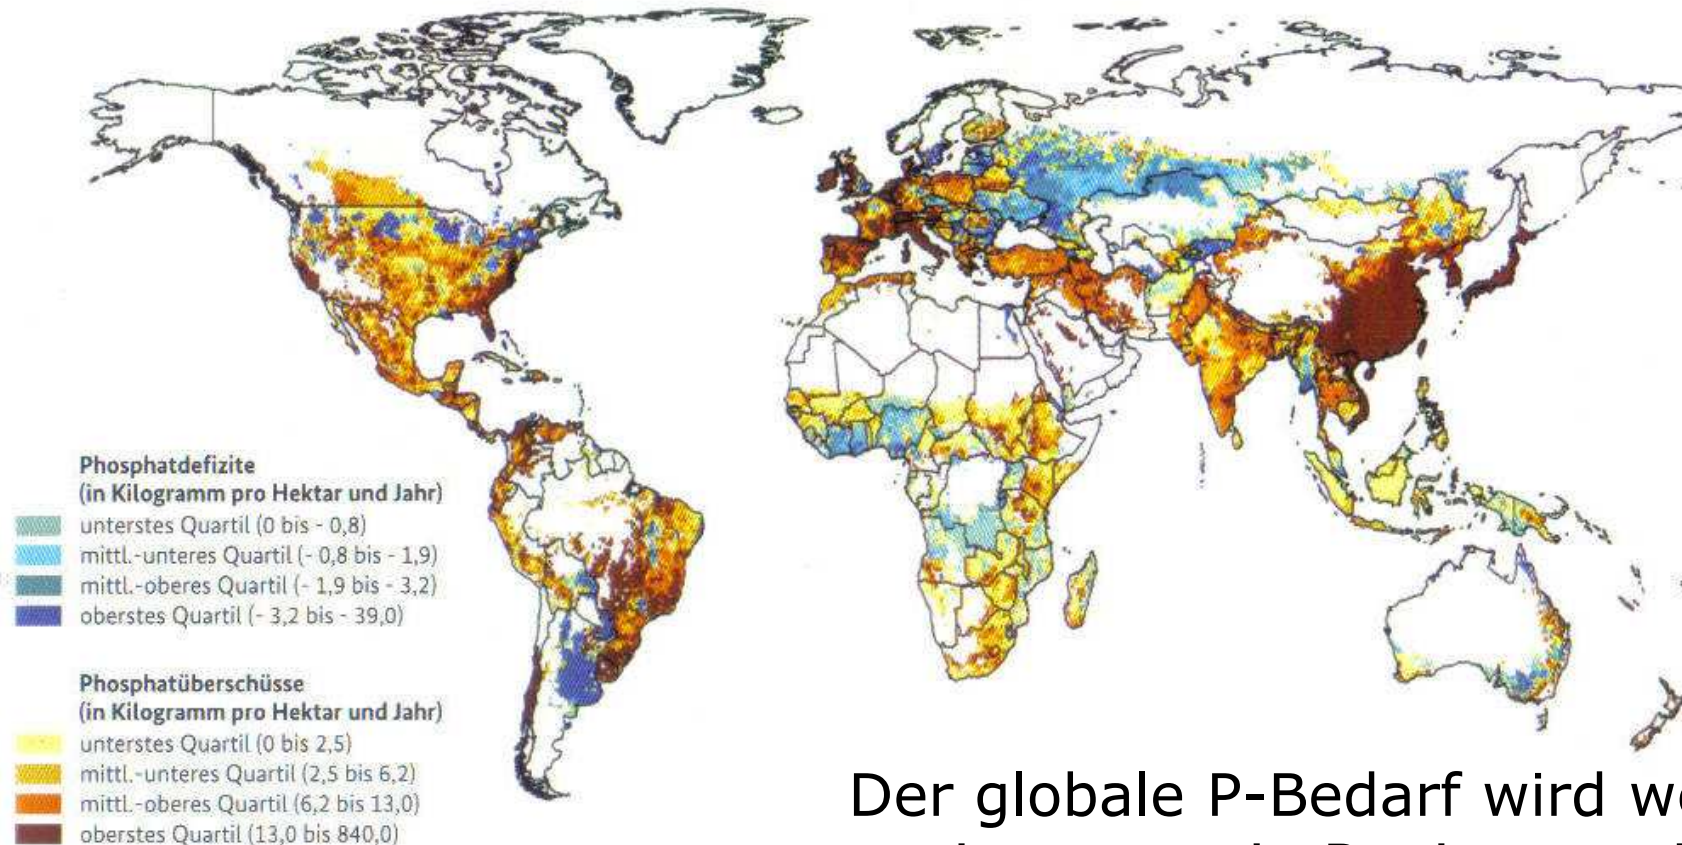 Phosphatdefizite
(in Kilogramm pro Hektar und Jahr)
unterstes Quartil (0 bis - 0,8)
mittl.-unteres Quartil (- 0,8 bis - 1,9)
mittl.-oberes Quartil (- 1,9 bis - 3,2)
oberstes Quartil (- 3,2 bis - 39,0)
Phosphatüberschüsse
(in Kilogramm pro Hektar und Jahr)
unterstes Quartil (0 bis 2,5)
mittl.-unteres Quartil (2,5 bis 6,2)
mittl.-oberes Quartil (6,2 bis 13,0)
oberstes Quartil (13,0 bis 840,0)
Der globale P-Bedarf wird